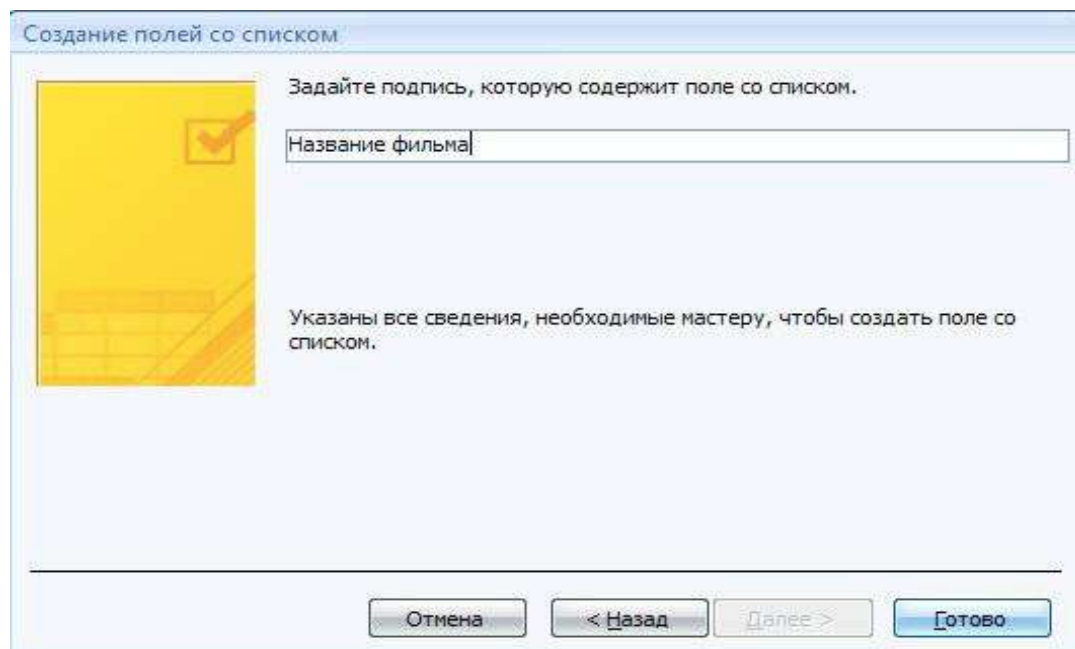 Создание полей со списком
Задайте подпись, которую содержит поле со списком.
Название фильма
Указаны все сведения, необходимые мастеру, чтобы создать поле со
списком.
Отмена
< Назад
Далее >
Готово